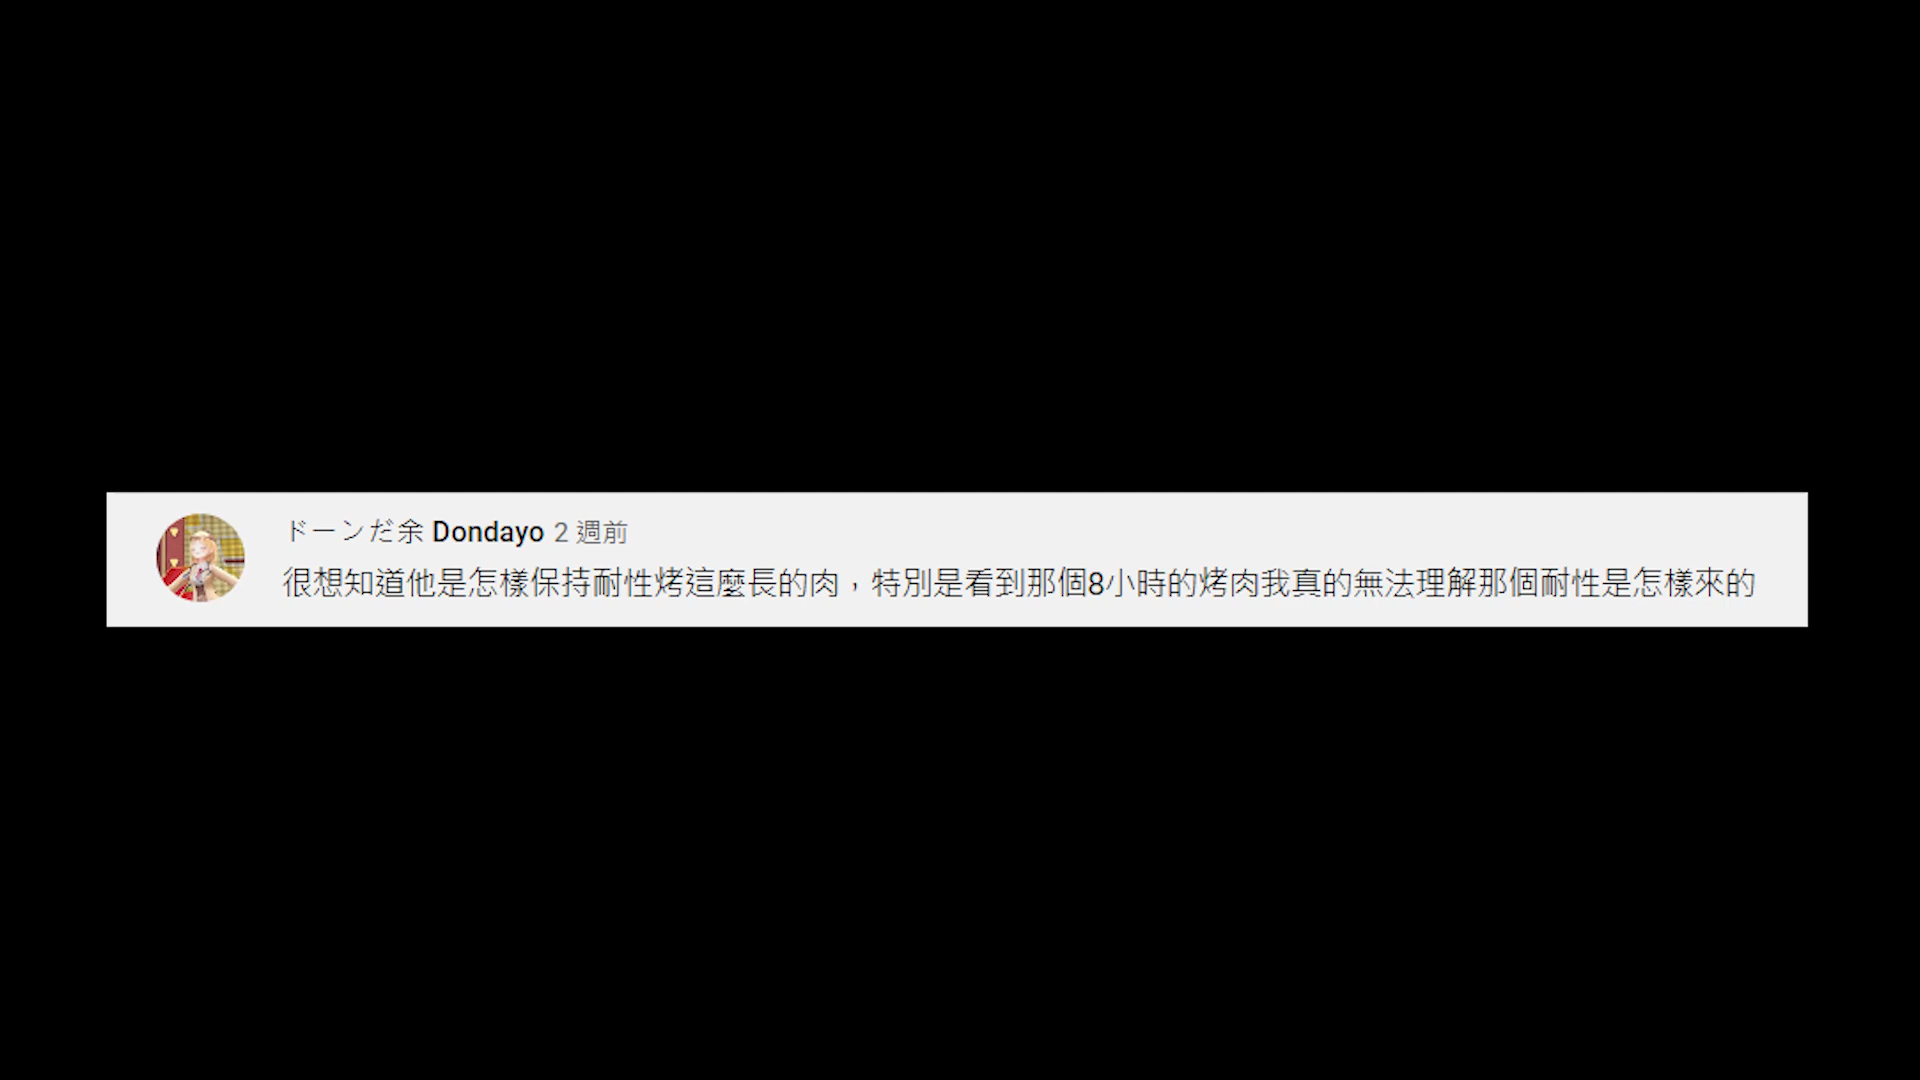 ドーンだ余 Dondayo 2 週前
很想知道他是怎樣保持耐性烤這麼長的肉，特別是看到那個8小時的烤肉我真的無法理解那個耐性是怎樣來的